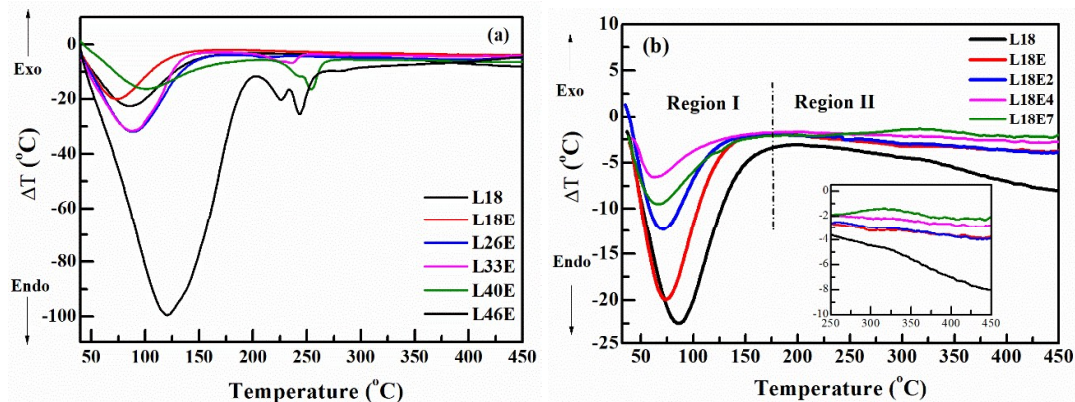 (a)
Exo
Endo
ΔT (°C)
0
-20
-40
-60
-80
-100
50
100
150
200
250
300
350
400
450
Temperature (°C)
L18
L18E
L26E
L33E
L40E
L46E
(b)
Exo
Endo
ΔT (°C)
10
5
0
-5
-10
-15
-20
-25
50
100
150
200
250
300
350
400
450
Temperature (°C)
Region I
Region II
L18
L18E
L18E2
L18E4
L18E7
0
-2
-4
-6
-8
-10
250
300
350
400
450